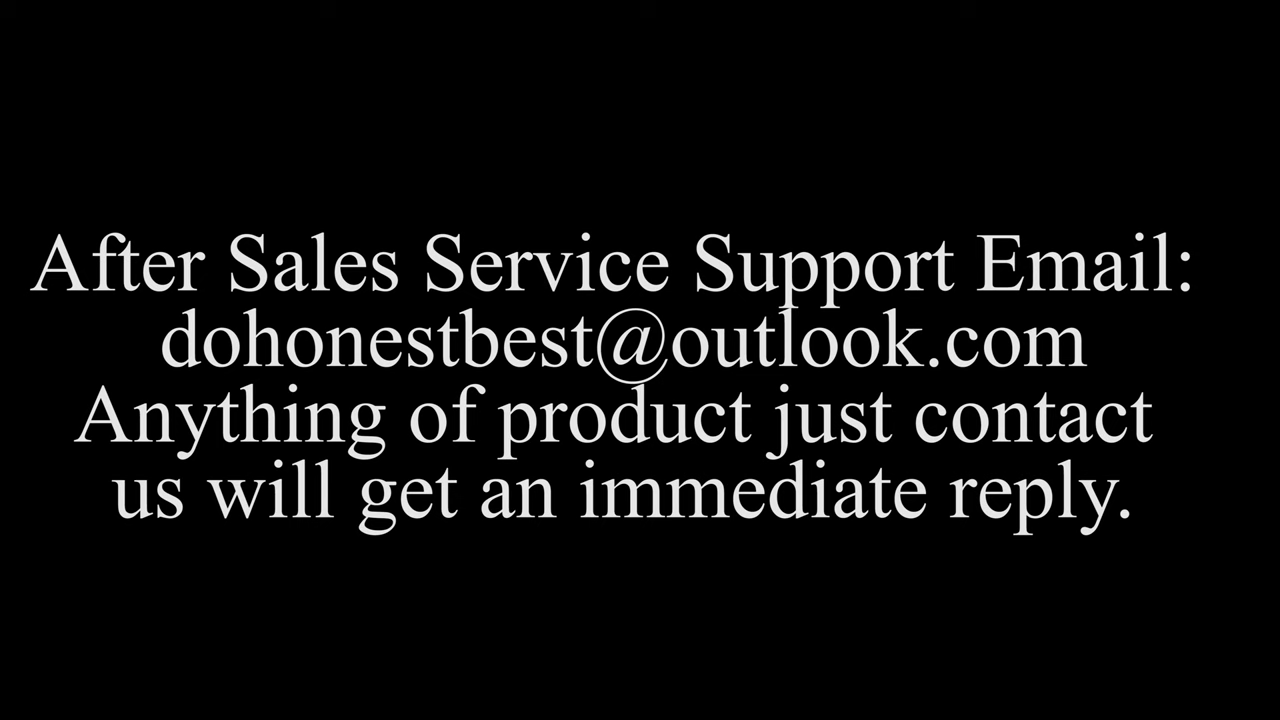 After Sales Service Support Email:
dohonestbest@outlook.com
Anything of product just contact
us will get an immediate reply.